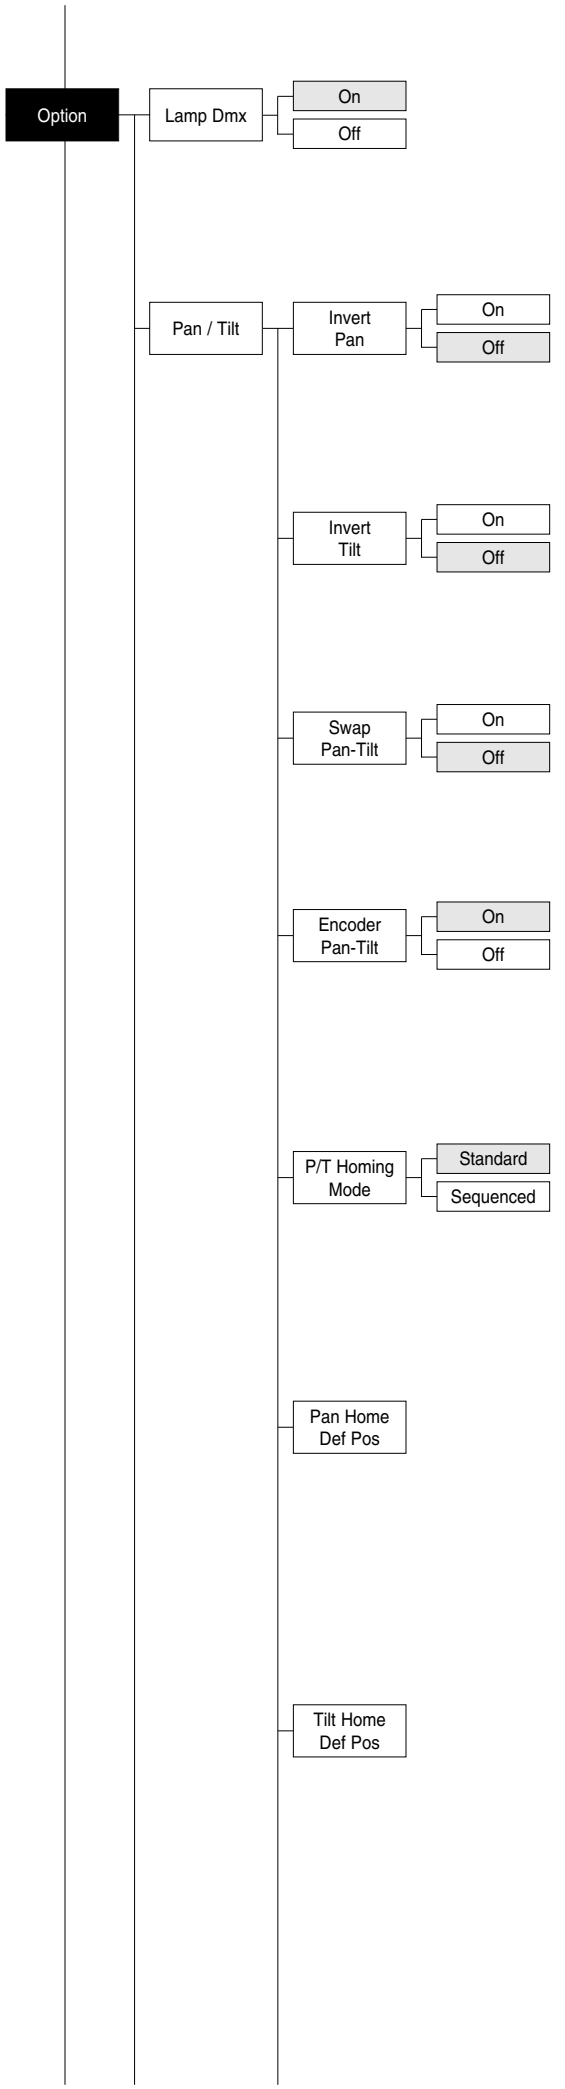 Option
Lamp Dmx
On
Off
Pan / Tilt
Invert
Pan
On
Off
Invert
Tilt
On
Off
Swap
Pan-Tilt
On
Off
Encoder
Pan-Tilt
On
Off
P/T Homing
Mode
Standard
Sequenced
Pan Home
Def Pos
Tilt Home
Def Pos